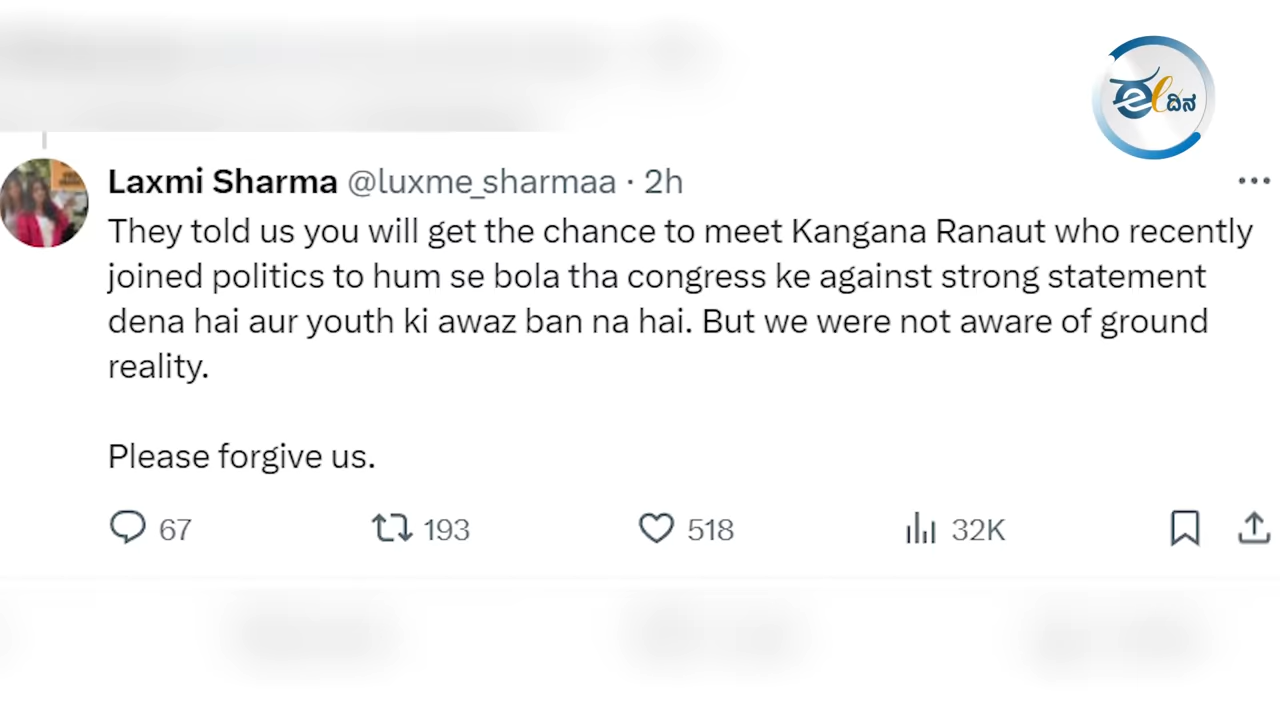 ಈ ದಿನ
Laxmi Sharma @luxme_sharmaa · 2h
They told us you will get the chance to meet Kangana Ranaut who recently
joined politics to hum se bola tha congress ke against strong statement
dena hai aur youth ki awaz ban na hai. But we were not aware of ground
reality.
Please forgive us.
67 193 518 32K